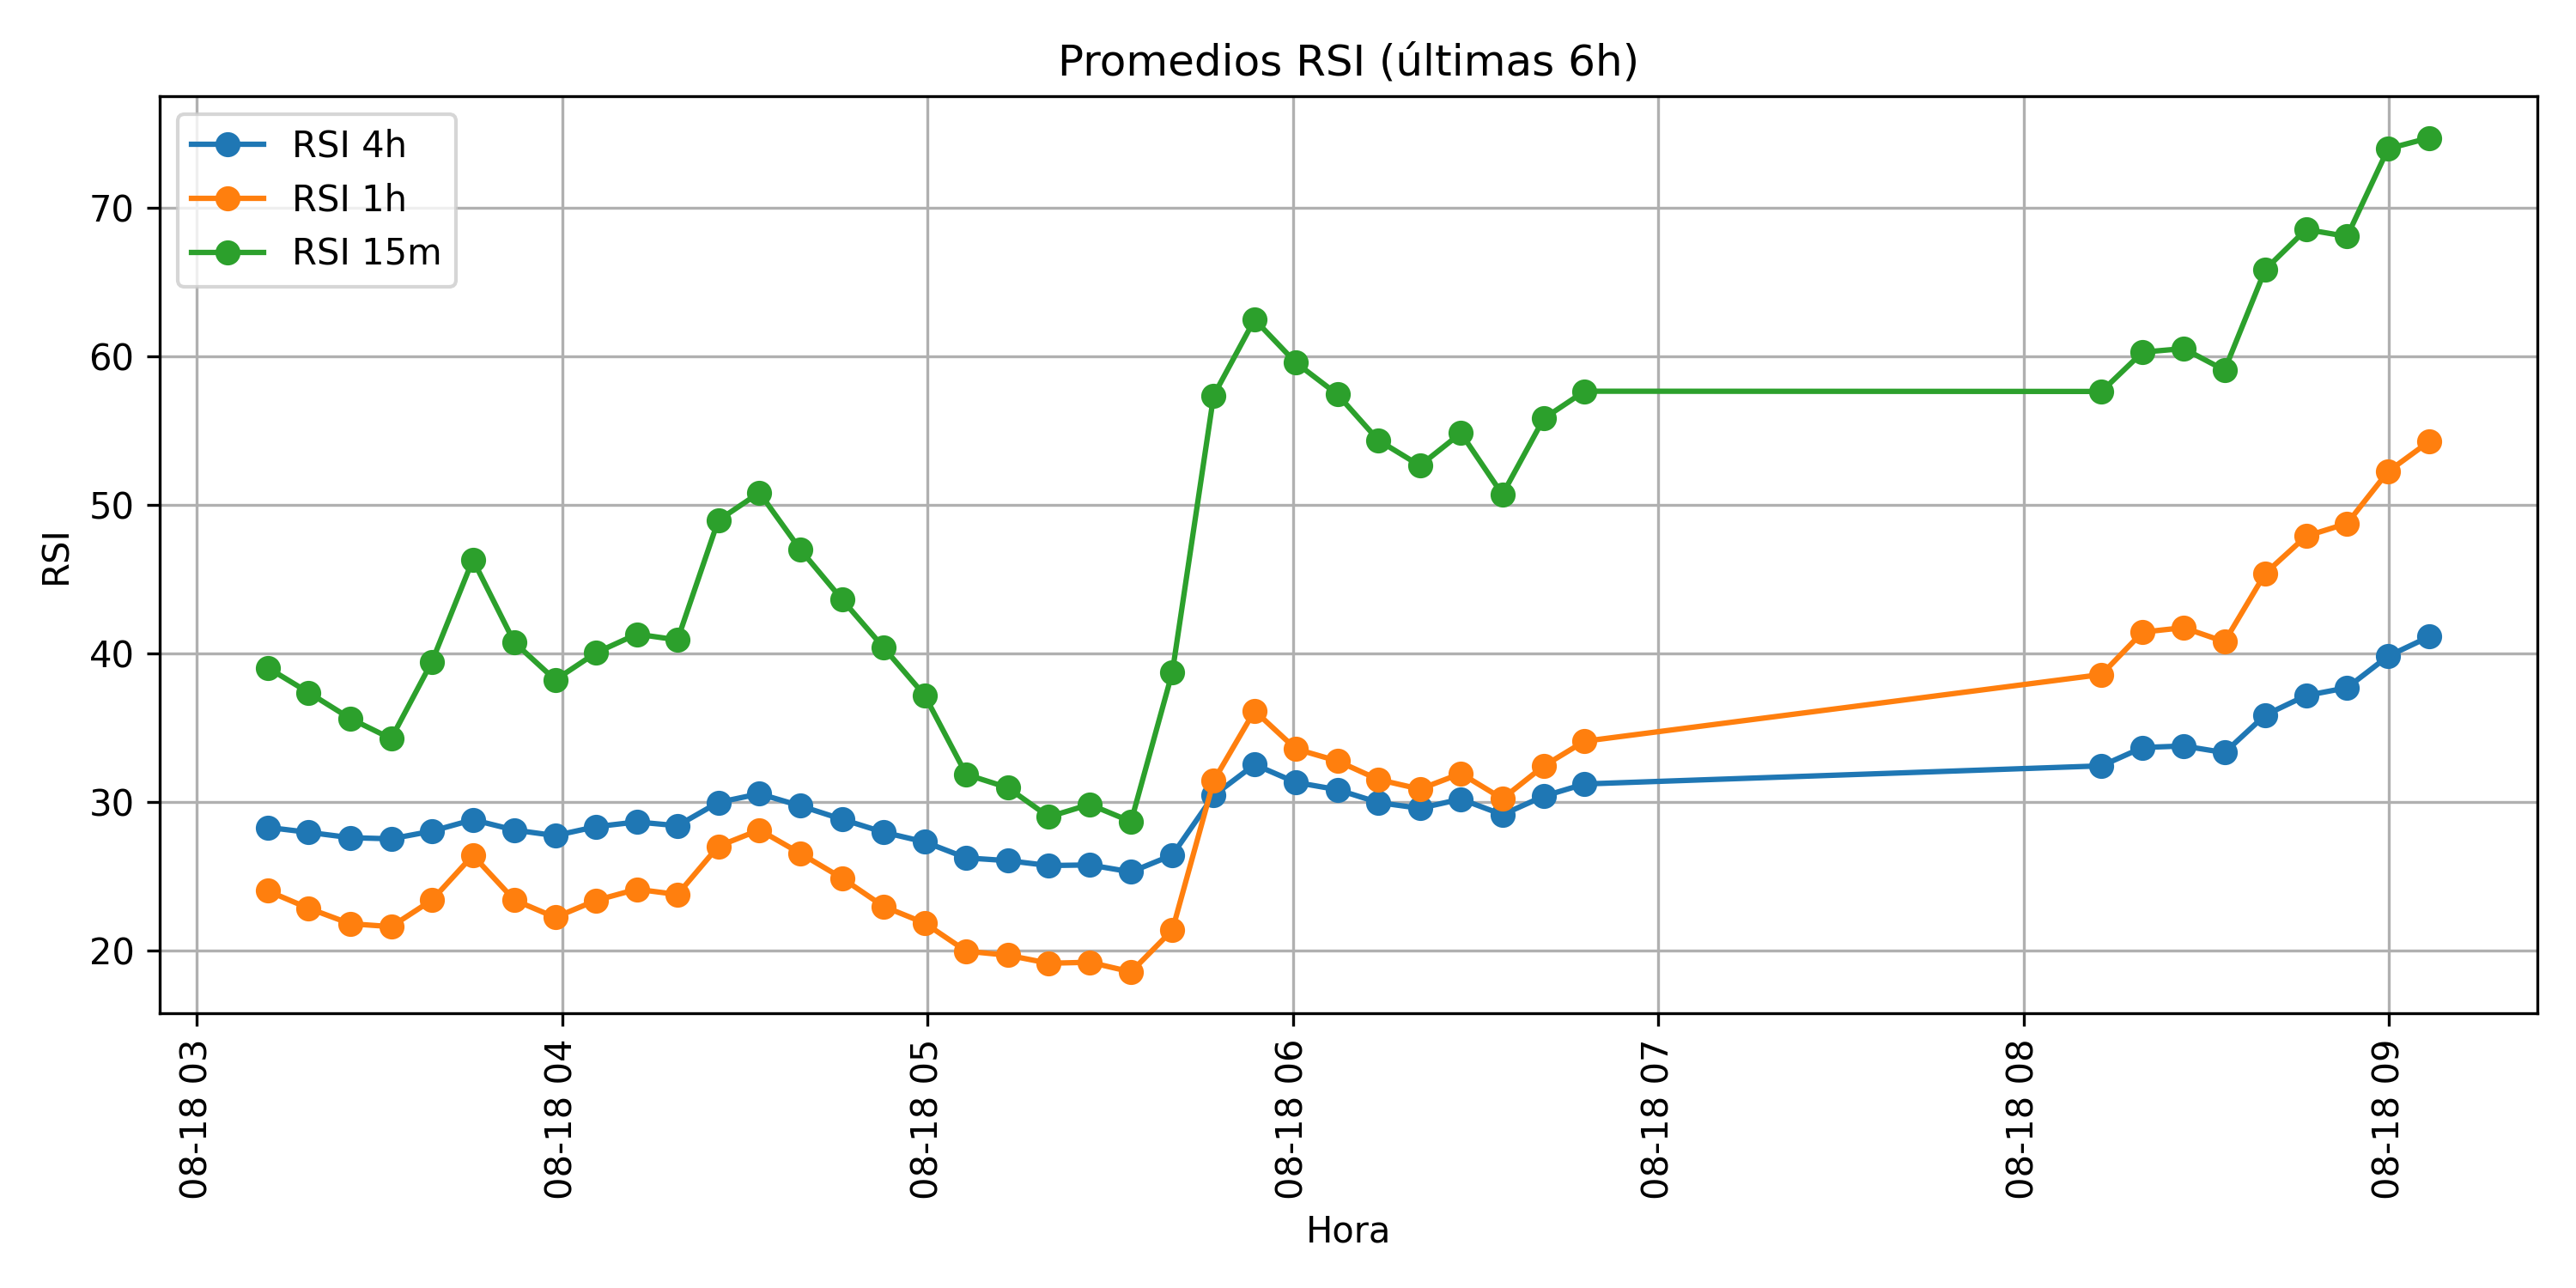 Promedios RSI (últimas 6h)
RSI 4h
RSI 1h
RSI 15m
RSI
70
60
50
40
30
20
08-18 03
08-18 04
08-18 05
08-18 06
08-18 07
08-18 08
08-18 09
Hora